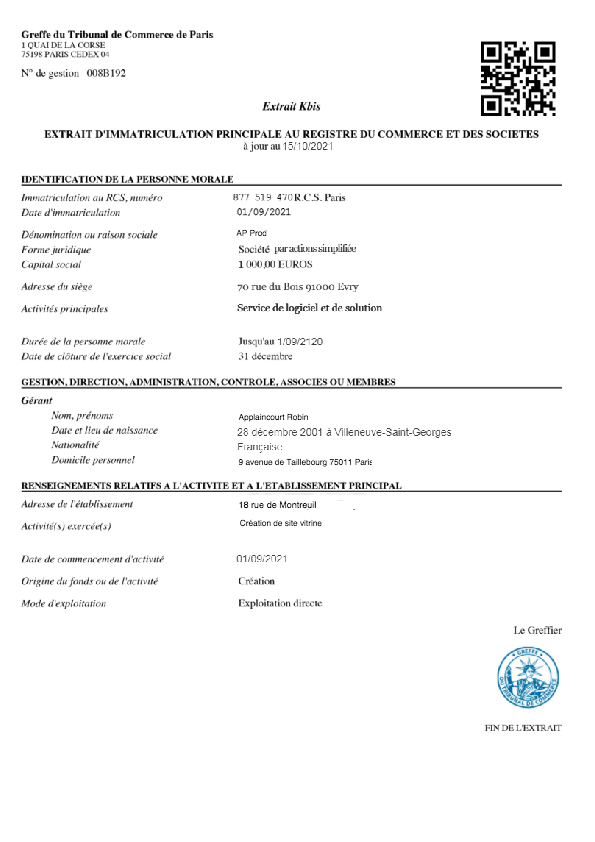 Greffe du Tribunal de Commerce de Paris
1 QUAI DE LA CORSE
75198 PARIS CEDEX 04
N° de gestion 008B192
Extrait Kbis
EXTRAIT D'IMMATRICULATION PRINCIPALE AU REGISTRE DU COMMERCE ET DES SOCIETES
à jour au 15/10/2021
IDENTIFICATION DE LA PERSONNE MORALE
Immatriculation au RCS, numéro 877 519 470 R.C.S. Paris
Date d'immatriculation 01/09/2021
Dénomination ou raison sociale AP Prod
Forme juridique Société par actions simplifiée
Capital social 1 000,00 EUROS
Adresse du siège 70 rue du Bois 91000 Evry
Activités principales Service de logiciel et de solution
Durée de la personne morale Jusqu'au 1/09/2120
Date de clôture de l'exercice social 31 décembre
GESTION, DIRECTION, ADMINISTRATION, CONTROLE, ASSOCIES OU MEMBRES
Gérant
Nom, prénoms Applaincourt Robin
Date et lieu de naissance 28 décembre 2001 à Villeneuve-Saint-Georges
Nationalité Française
Domicile personnel 9 avenue de Taillebourg 75011 Paris
RENSEIGNEMENTS RELATIFS A L'ACTIVITE ET A L'ETABLISSEMENT PRINCIPAL
Adresse de l'établissement 18 rue de Montreuil
Activité(s) exercée(s) Création de site vitrine
Date de commencement d'activité 01/09/2021
Origine du fonds ou de l'activité Création
Mode d'exploitation Exploitation directe
Le Greffier
GREFFE
DU TRIBUNAL DE COMMERCE
FIN DE L'EXTRAIT